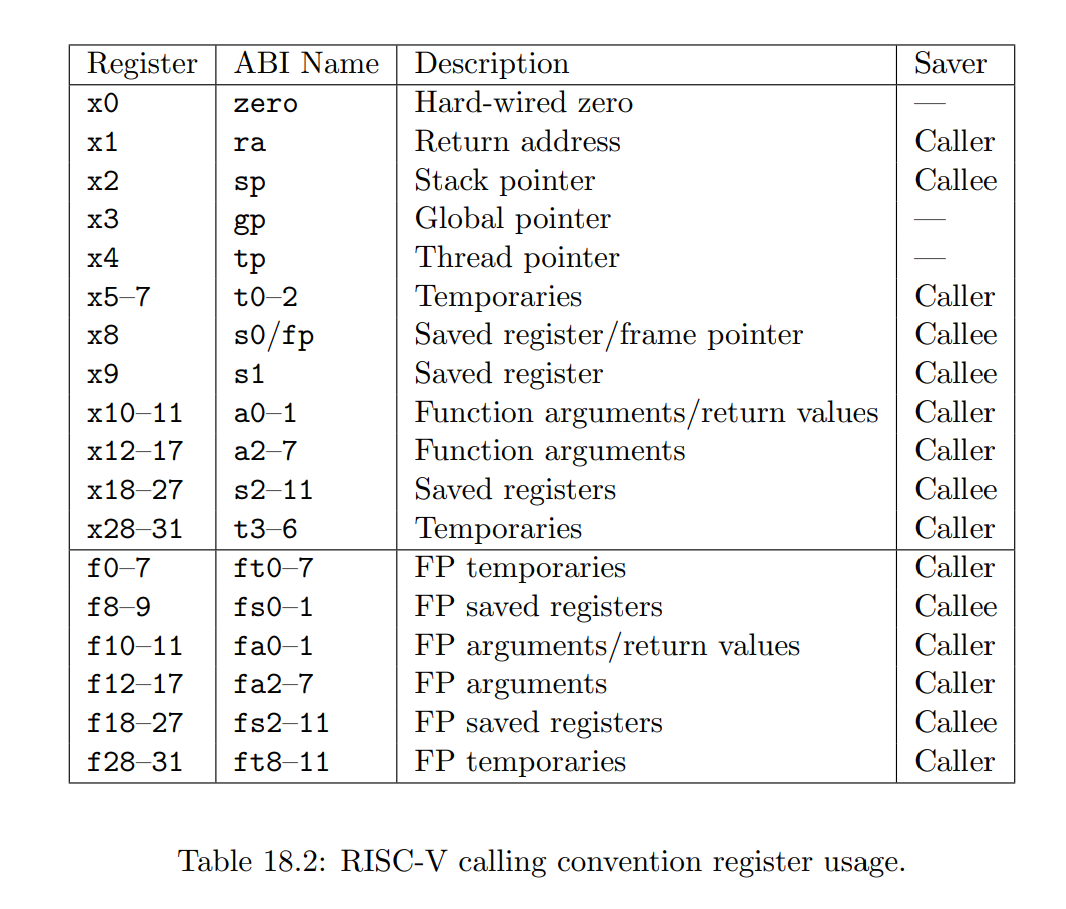 Register ABI Name Description Saver
x0 zero Hard-wired zero —
x1 ra Return address Caller
x2 sp Stack pointer Callee
x3 gp Global pointer —
x4 tp Thread pointer —
x5–7 t0–2 Temporaries Caller
x8 s0/fp Saved register/frame pointer Callee
x9 s1 Saved register Callee
x10–11 a0–1 Function arguments/return values Caller
x12–17 a2–7 Function arguments Caller
x18–27 s2–11 Saved registers Callee
x28–31 t3–6 Temporaries Caller
f0–7 ft0–7 FP temporaries Caller
f8–9 fs0–1 FP saved registers Callee
f10–11 fa0–1 FP arguments/return values Caller
f12–17 fa2–7 FP arguments Caller
f18–27 fs2–11 FP saved registers Callee
f28–31 ft8–11 FP temporaries Caller
Table 18.2: RISC-V calling convention register usage.